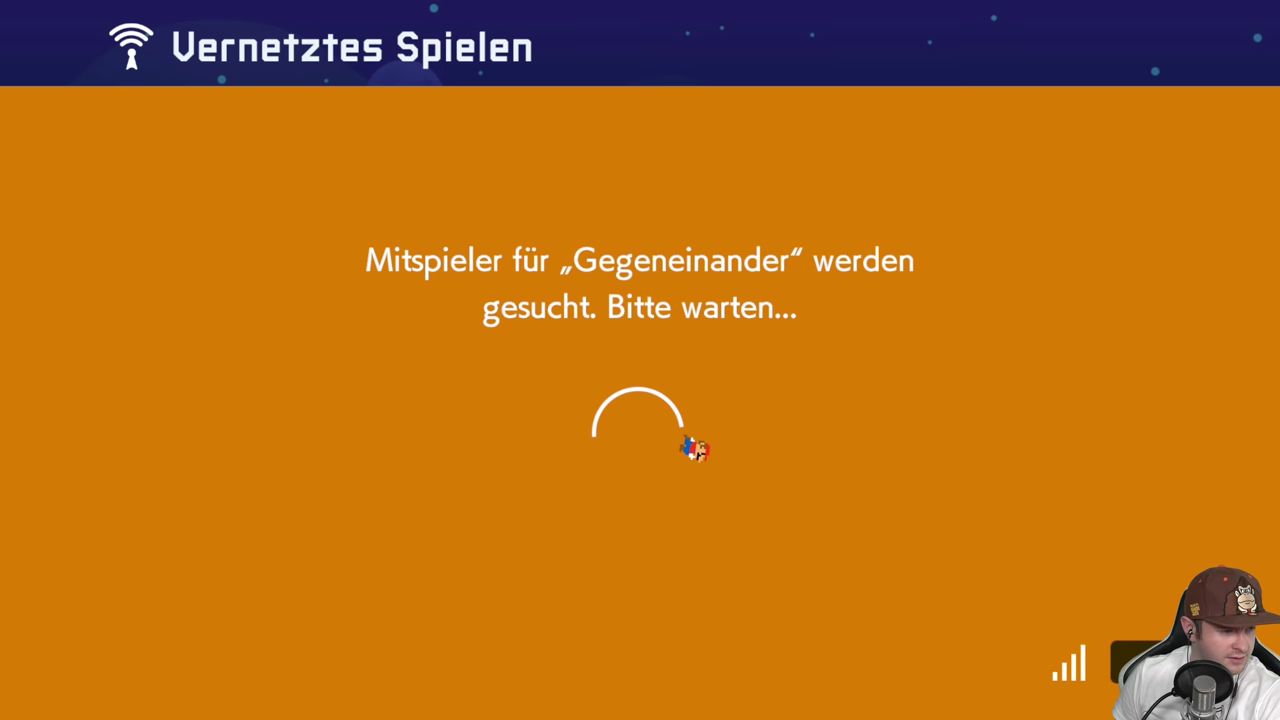 Vernetztes Spielen
Mitspieler für „Gegeneinander“ werden
gesucht. Bitte warten...